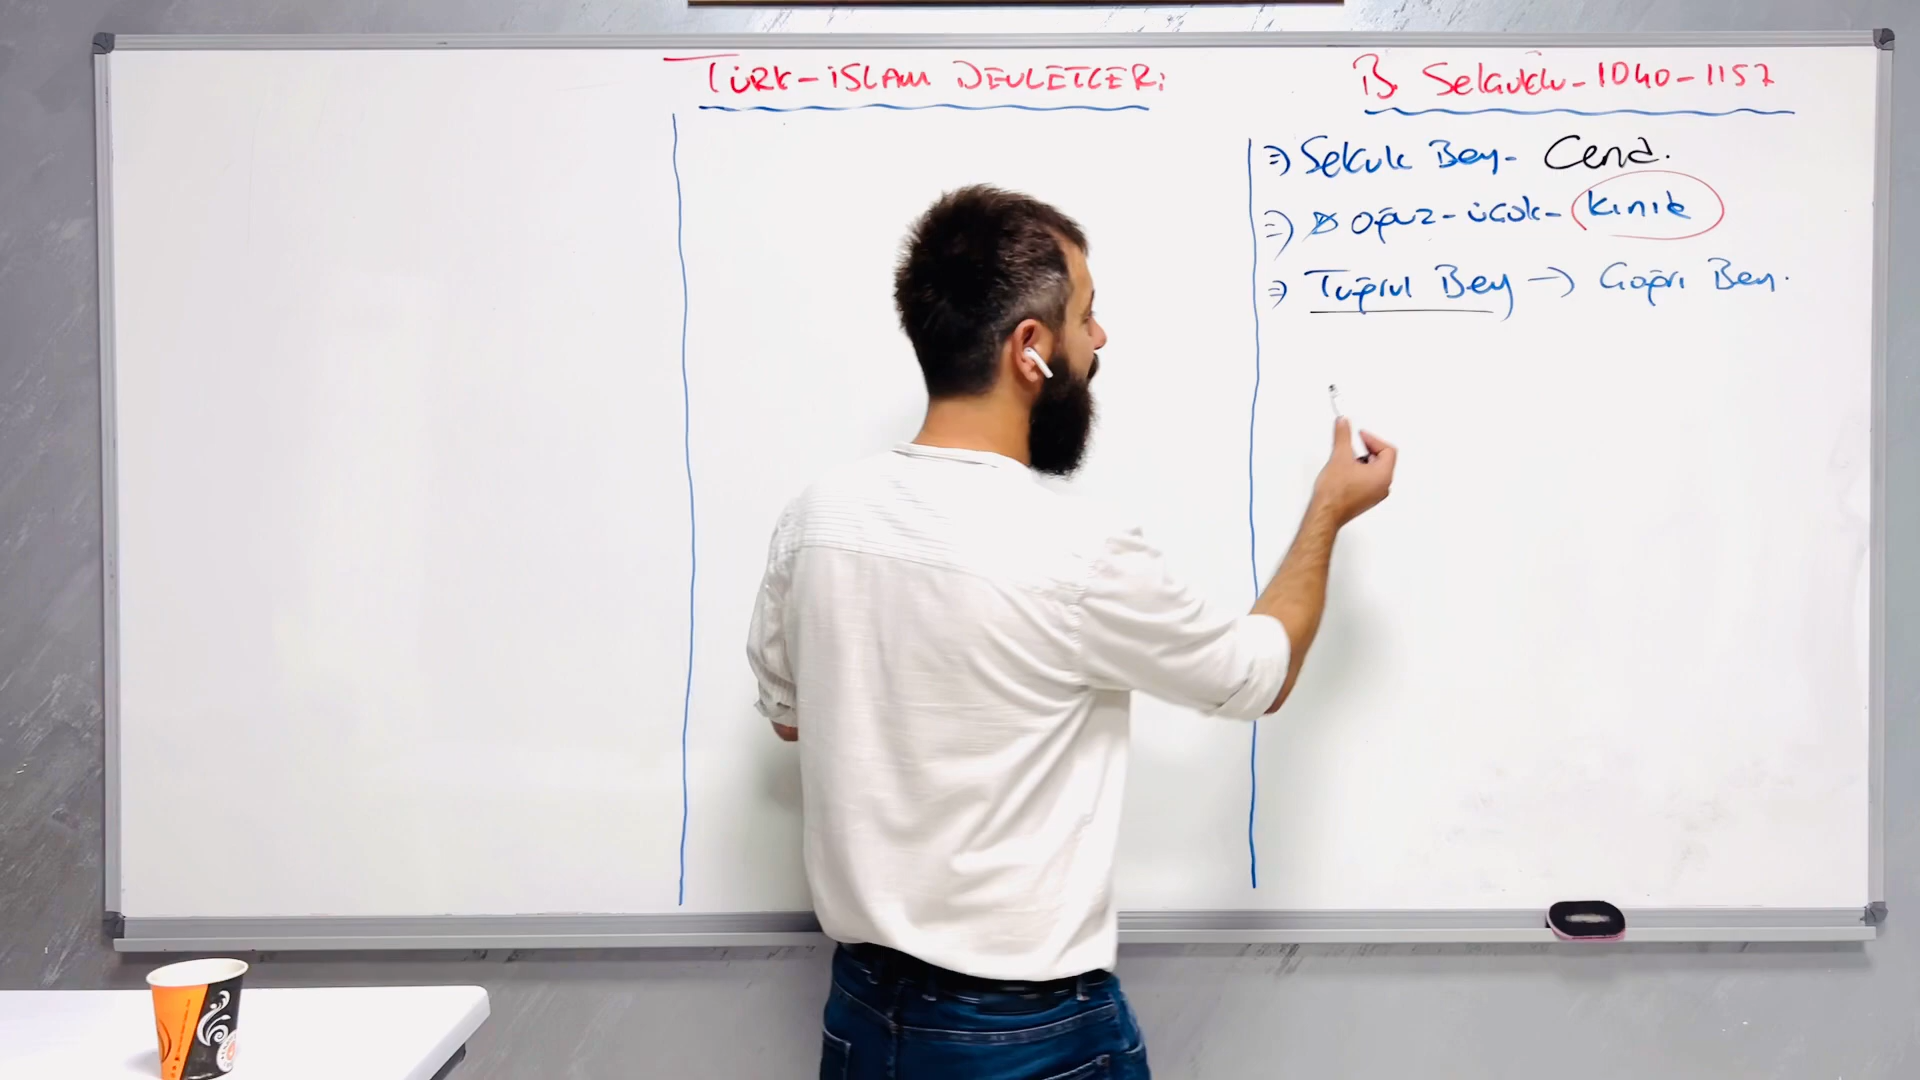 TÜRK-İSLAM DEVLETLERİ
B. Selçuklu-1040-1157
⇒ Selçuk Bey- Cend.
⇒ Oğuz-üçok- Kınık
⇒ Tuğrul Bey → Çağrı Bey.